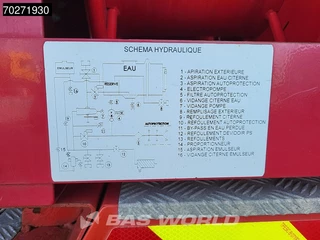 70271930
SCHEMA HYDRAULIQUE
EAU
RESERVE
AUTOPROTECTION
1 - ASPIRATION EXTERIEURE
2 - ASPIRATION EAU CITERNE
3 - ASPIRATION AUTOPROTECTION
4 - ELECTROPOMPE
5 - FILTRE AUTOPROTECTION
6 - VIDANGE CITERNE EAU
7 - VIDANGE POMPE
8 - REMPLISSAGE EXTERIEUR
9 - REFOULEMENT CITERNE
10 - REFOULEMENT AUTOPROTECTION
11 - BY-PASS EN EAU PERDUE
12 - REFOULEMENT DEVIDOIR PS
13 - REFOULEMENTS
14 - PROPORTIONNEUR
15 - ASPIRATION EMULSEUR
16 - VIDANGE CITERNE EMULSEUR
BAS WORLD